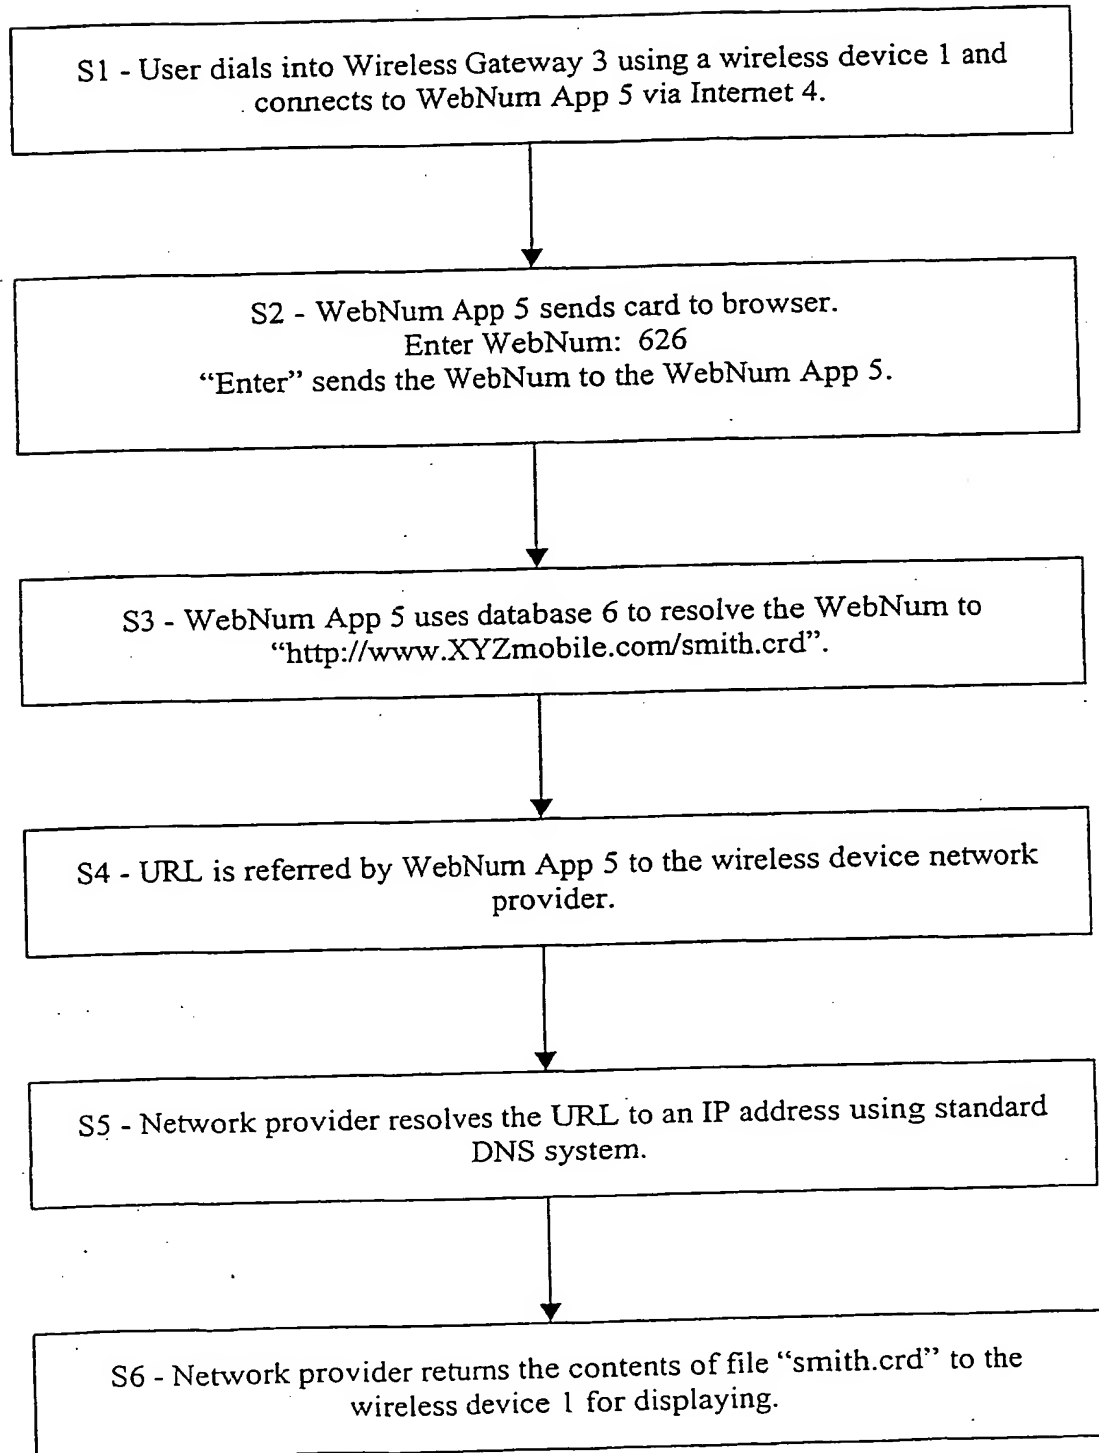 S1 - User dials into Wireless Gateway 3 using a wireless device 1 and
connects to WebNum App 5 via Internet 4.
S2 - WebNum App 5 sends card to browser.
Enter WebNum: 626
“Enter” sends the WebNum to the WebNum App 5.
S3 - WebNum App 5 uses database 6 to resolve the WebNum to
“http://www.XYZmobile.com/smith.crd”.
S4 - URL is referred by WebNum App 5 to the wireless device network
provider.
S5 - Network provider resolves the URL to an IP address using standard
DNS system.
S6 - Network provider returns the contents of file “smith.crd” to the
wireless device 1 for displaying.